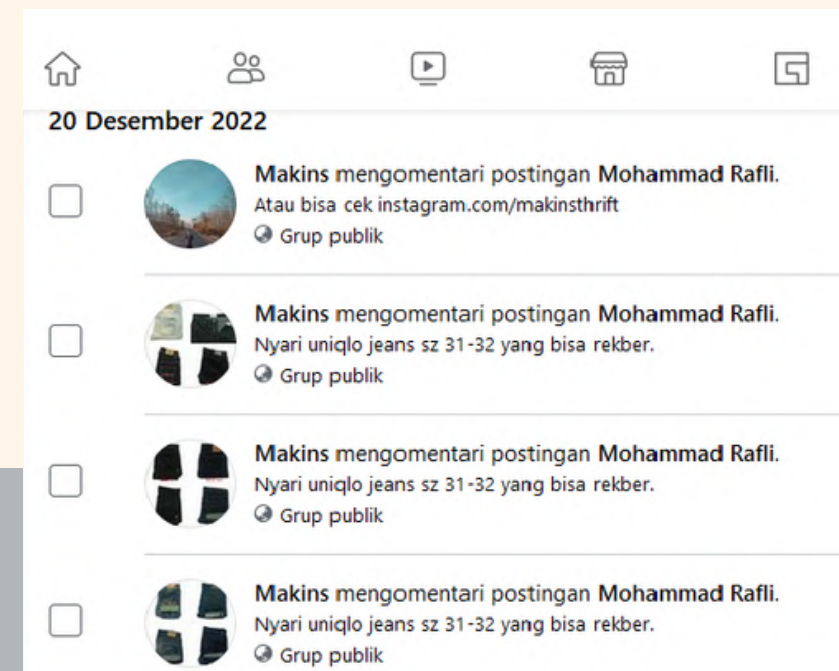 20 Desember 2022
Makins mengomentari postingan Mohammad Rafli.
Atau bisa cek instagram.com/makinsthrift
Grup publik
Makins mengomentari postingan Mohammad Rafli.
Nyari uniqlo jeans sz 31-32 yang bisa rekber.
Grup publik
Makins mengomentari postingan Mohammad Rafli.
Nyari uniqlo jeans sz 31-32 yang bisa rekber.
Grup publik
Makins mengomentari postingan Mohammad Rafli.
Nyari uniqlo jeans sz 31-32 yang bisa rekber.
Grup publik